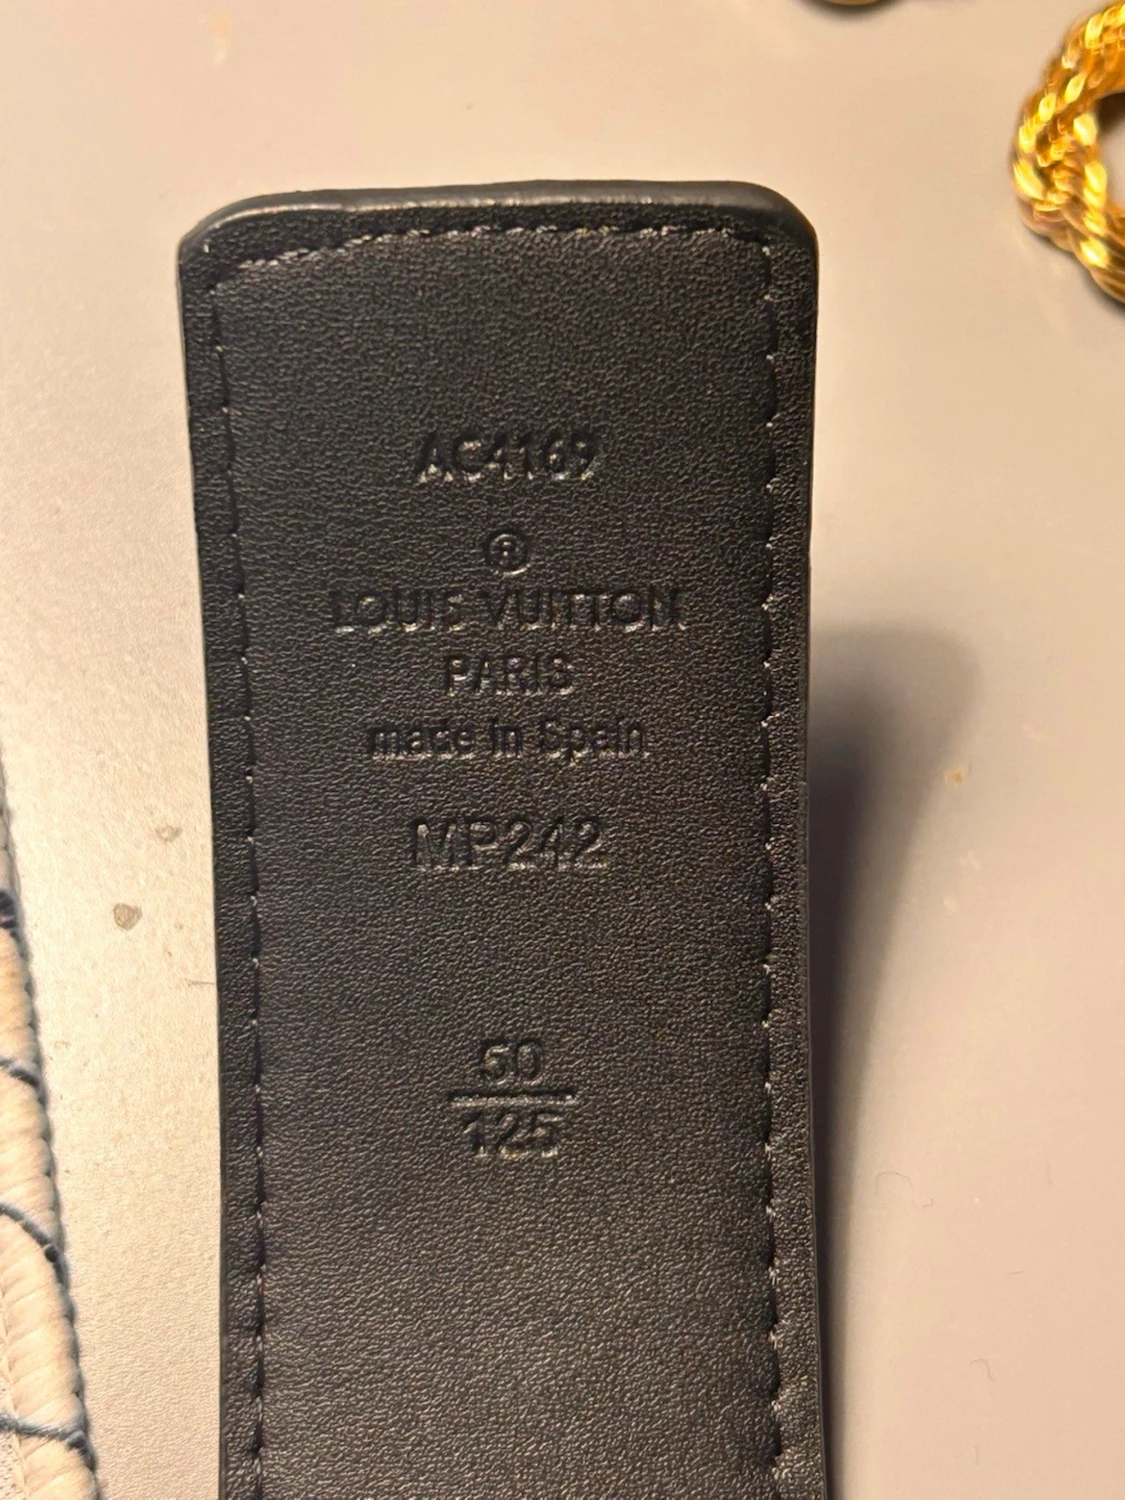 AC4169
®
LOUIS VUITTON
PARIS
made in Spain
MP242
50
125